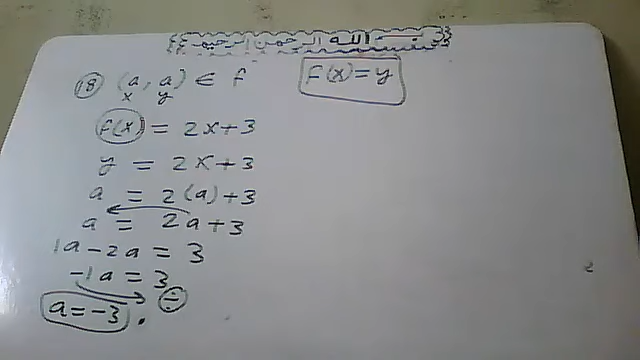 بسم الله الرحمن الرحيم
18 (a, a) ∈ f
x y
F(x) = y
f(x) = 2x+3
y = 2x+3
a = 2(a)+3
a = 2a+3
1a-2a = 3
-1a = 3
÷
a = -3 .